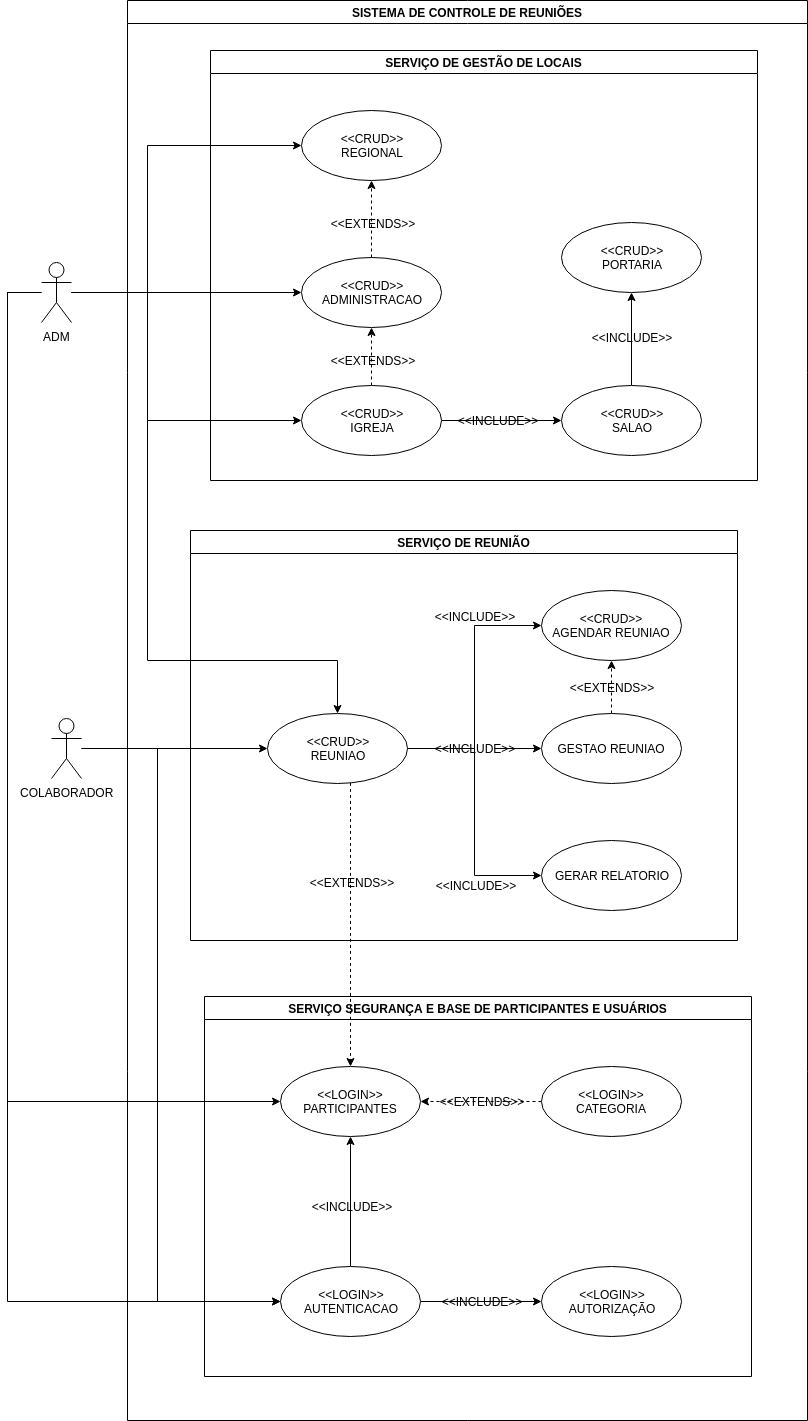 SISTEMA DE CONTROLE DE REUNIÕES
SERVIÇO DE GESTÃO DE LOCAIS
<<CRUD>>
REGIONAL
<<EXTENDS>>
<<CRUD>>
PORTARIA
<<CRUD>>
ADMINISTRACAO
ADM
<<INCLUDE>>
<<EXTENDS>>
<<CRUD>>
IGREJA
<<INCLUDE>>
<<CRUD>>
SALAO
SERVIÇO DE REUNIÃO
<<INCLUDE>>
<<CRUD>>
AGENDAR REUNIAO
<<EXTENDS>>
<<CRUD>>
REUNIAO
<<INCLUDE>>
GESTAO REUNIAO
COLABORADOR
<<EXTENDS>>
<<INCLUDE>>
GERAR RELATORIO
SERVIÇO SEGURANÇA E BASE DE PARTICIPANTES E USUÁRIOS
<<LOGIN>>
PARTICIPANTES
<<EXTENDS>>
<<LOGIN>>
CATEGORIA
<<INCLUDE>>
<<LOGIN>>
AUTENTICACAO
<<INCLUDE>>
<<LOGIN>>
AUTORIZAÇÃO